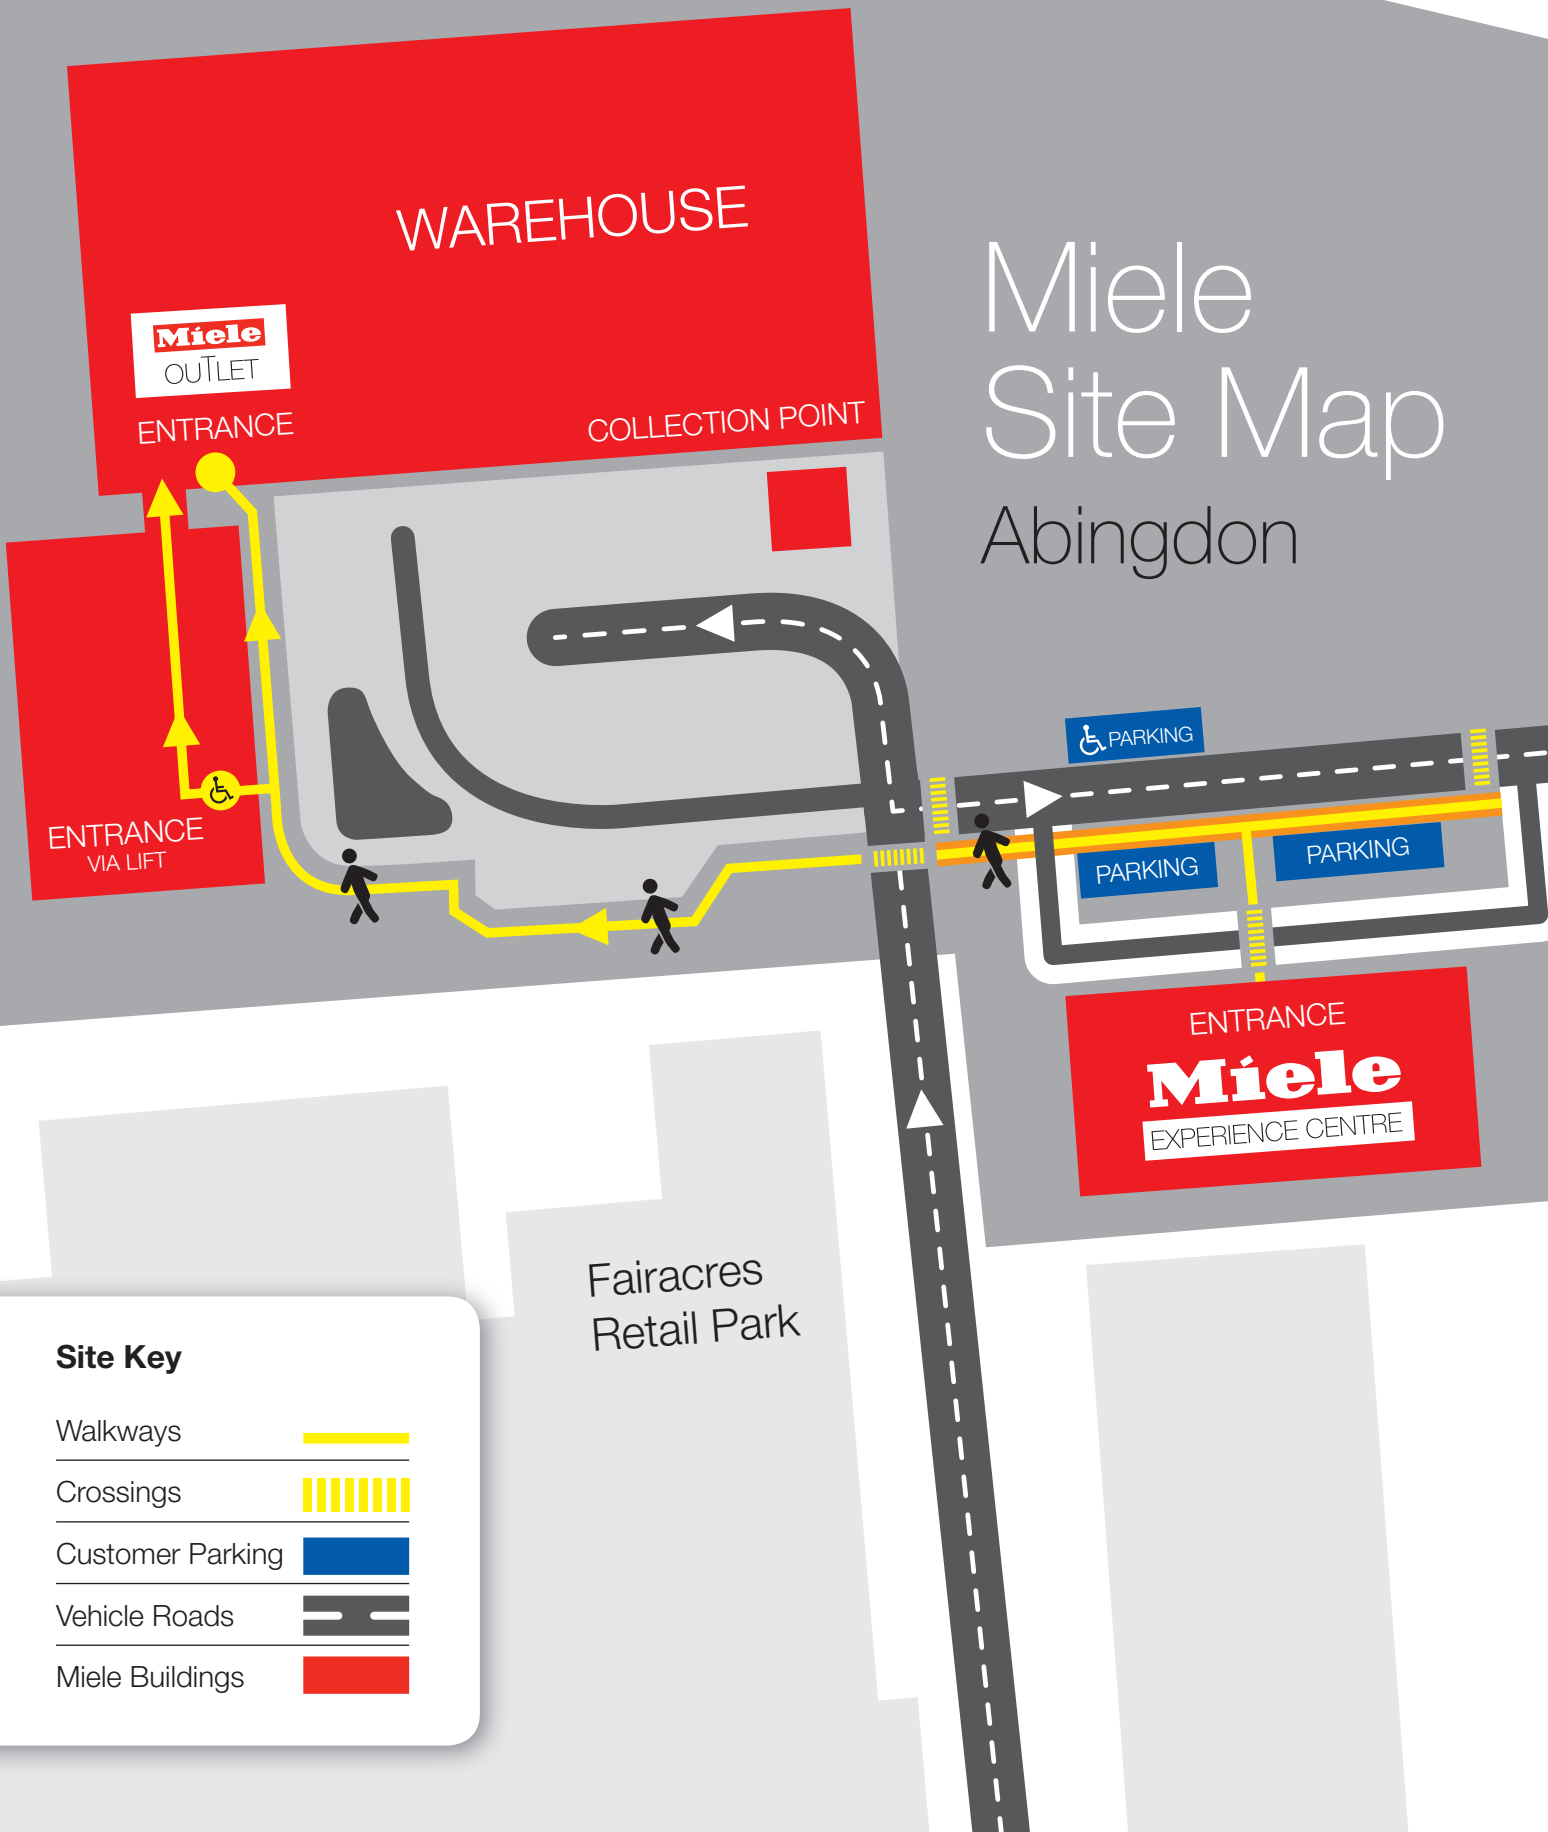 WAREHOUSE
Miele
OUTLET
ENTRANCE
COLLECTION POINT
Miele
Site Map
Abingdon
PARKING
ENTRANCE
VIA LIFT
PARKING
PARKING
ENTRANCE
Miele
EXPERIENCE CENTRE
Fairacres
Retail Park
Site Key
Walkways
Crossings
Customer Parking
Vehicle Roads
Miele Buildings